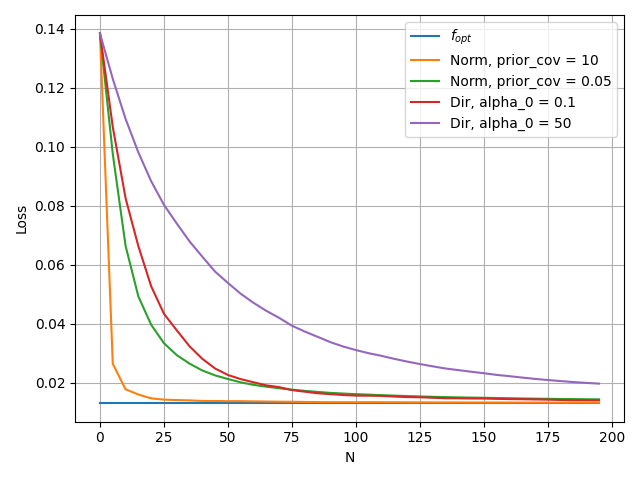 0.14
0.12
0.10
0.08
0.06
0.04
0.02
Loss
0 25 50 75 100 125 150 175 200
N
f_opt
Norm, prior_cov = 10
Norm, prior_cov = 0.05
Dir, alpha_0 = 0.1
Dir, alpha_0 = 50